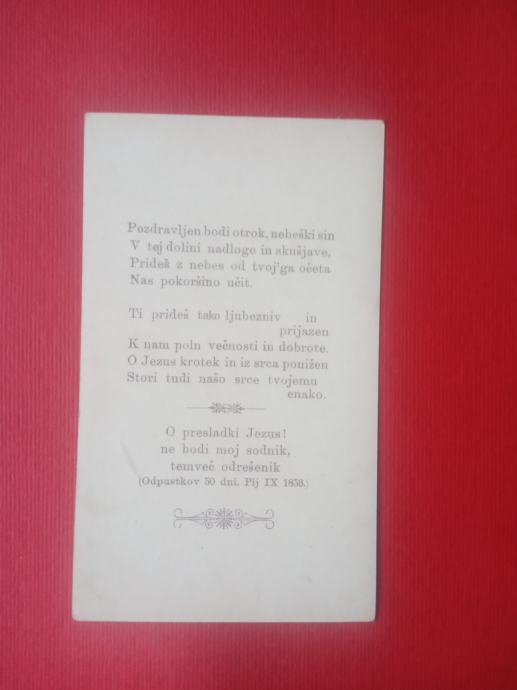 Pozdravljen bodi otrok, nebeški sin
V tej dolini nadloge in skušjave,
Prideš z nebes od tvoj'ga očeta
Nas pokoršino učit.
Ti prideš tako ljubezniv in
prijazen
K nam poln večnosti in dobrote.
O Jezus krotek in iz srca ponižen
Stori tudi našo srce tvojemu
enako.
O presladki Jezus!
ne bodi moj sodnik,
temveč odrešenik
(Odpustkov 50 dni. Pij IX 1853.)